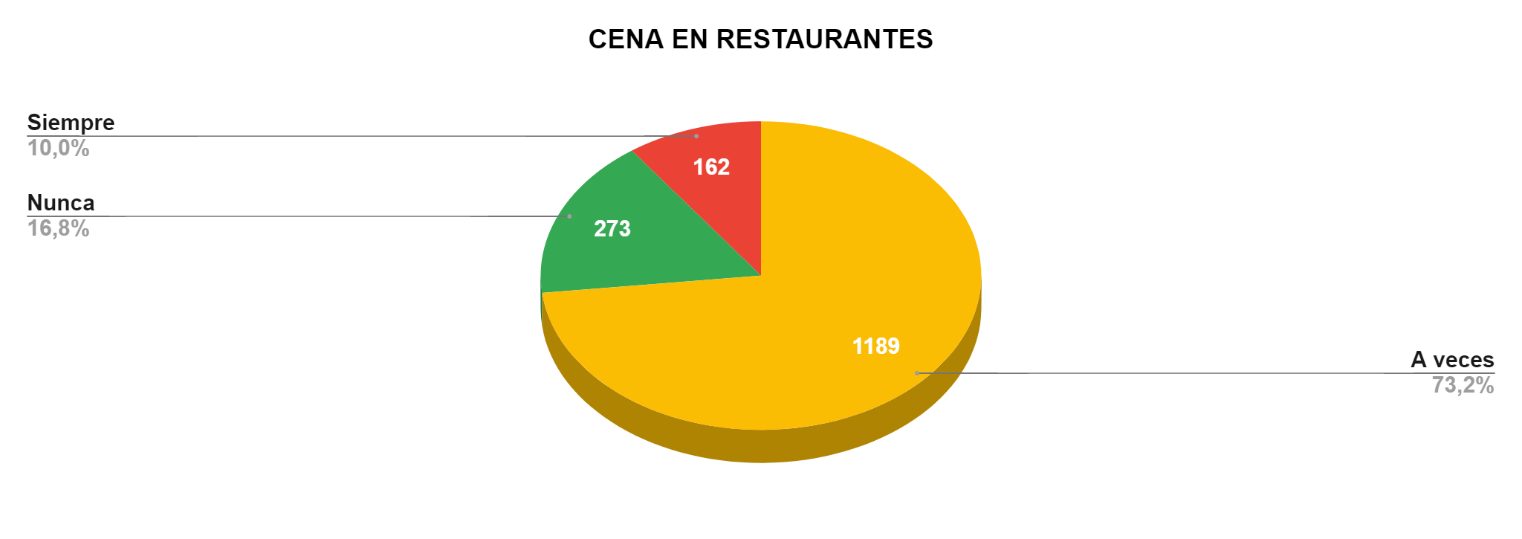 CENA EN RESTAURANTES
Siempre
10,0%
162
Nunca
16,8%
273
1189
A veces
73,2%